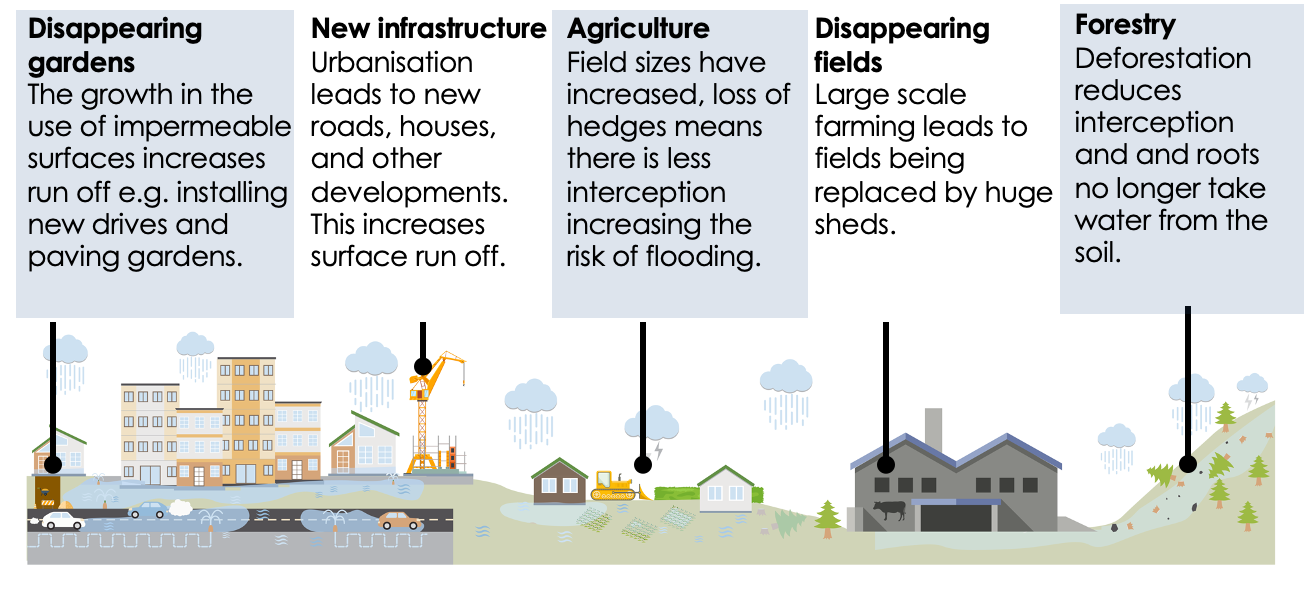 Disappearing
gardens
The growth in the
use of impermeable
surfaces increases
run off e.g. installing
new drives and
paving gardens.
New infrastructure
Urbanisation
leads to new
roads, houses,
and other
developments.
This increases
surface run off.
Agriculture
Field sizes have
increased, loss of
hedges means
there is less
interception
increasing the
risk of flooding.
Disappearing
fields
Large scale
farming leads to
fields being
replaced by huge
sheds.
Forestry
Deforestation
reduces
interception
and and roots
no longer take
water from the
soil.